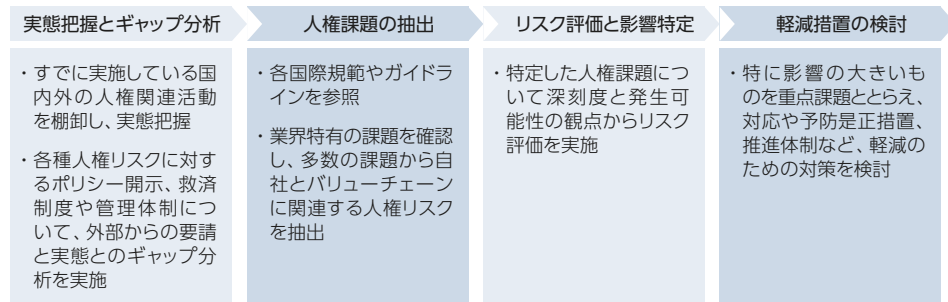 実態把握とギャップ分析
・すでに実施している国
内外の人権関連活動
を棚卸し、実態把握
・各種人権リスクに対す
るポリシー開示、救済
制度や管理体制につ
いて、外部からの要請
と実態とのギャップ分
析を実施
人権課題の抽出
・各国際規範やガイドラ
インを参照
・業界特有の課題を確認
し、多数の課題から自
社とバリューチェーン
に関連する人権リスク
を抽出
リスク評価と影響特定
・特定した人権課題につ
いて深刻度と発生可
能性の観点からリスク
評価を実施
軽減措置の検討
・特に影響の大きいも
のを重点課題ととらえ、
対応や予防是正措置、
推進体制など、軽減の
ための対策を検討